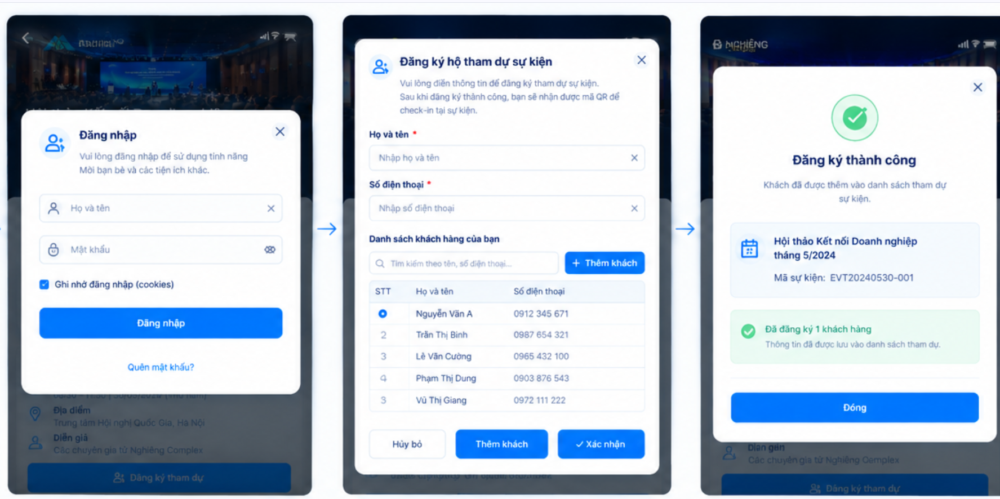 Đăng nhập
Vui lòng đăng nhập để sử dụng tính năng
Mời bạn bè và các tiện ích khác.
Họ và tên
Mật khẩu
Ghi nhớ đăng nhập (cookies)
Đăng nhập
Quên mật khẩu?
Địa điểm
Trung tâm Hội nghị Quốc Gia, Hà Nội
Diễn giả
Các chuyên gia từ Nghiêng Complex
Đăng ký tham dự
Đăng ký hộ tham dự sự kiện
Vui lòng điền thông tin để đăng ký tham dự sự kiện.
Sau khi đăng ký thành công, bạn sẽ nhận được mã QR để
check-in tại sự kiện.
Họ và tên *
Nhập họ và tên
Số điện thoại *
Nhập số điện thoại
Danh sách khách hàng của bạn
Tìm kiếm theo tên, số điện thoại...
+ Thêm khách
STT Họ và tên Số điện thoại
Nguyễn Văn A 0912 345 671
2 Trần Thị Bình 0987 654 321
3 Lê Văn Cường 0965 432 100
4 Phạm Thị Dung 0903 876 543
3 Vũ Thị Giang 0972 111 222
Hủy bỏ
Thêm khách
✓ Xác nhận
Đăng ký thành công
Khách đã được thêm vào danh sách tham dự
sự kiện.
Hội thảo Kết nối Doanh nghiệp
tháng 5/2024
Mã sự kiện: EVT20240530-001
Đã đăng ký 1 khách hàng
Thông tin đã được lưu vào danh sách tham dự.
Đóng
Các chuyên gia từ Nghiêng
Đăng ký tham dự